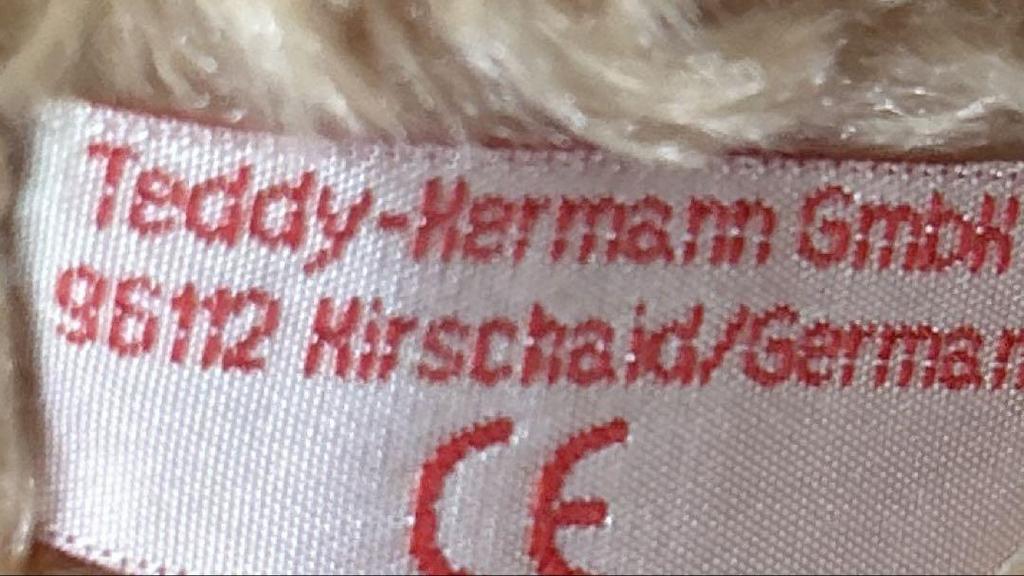 Teddy-Hermann GmbH
96112 Hirschaid/German
CE